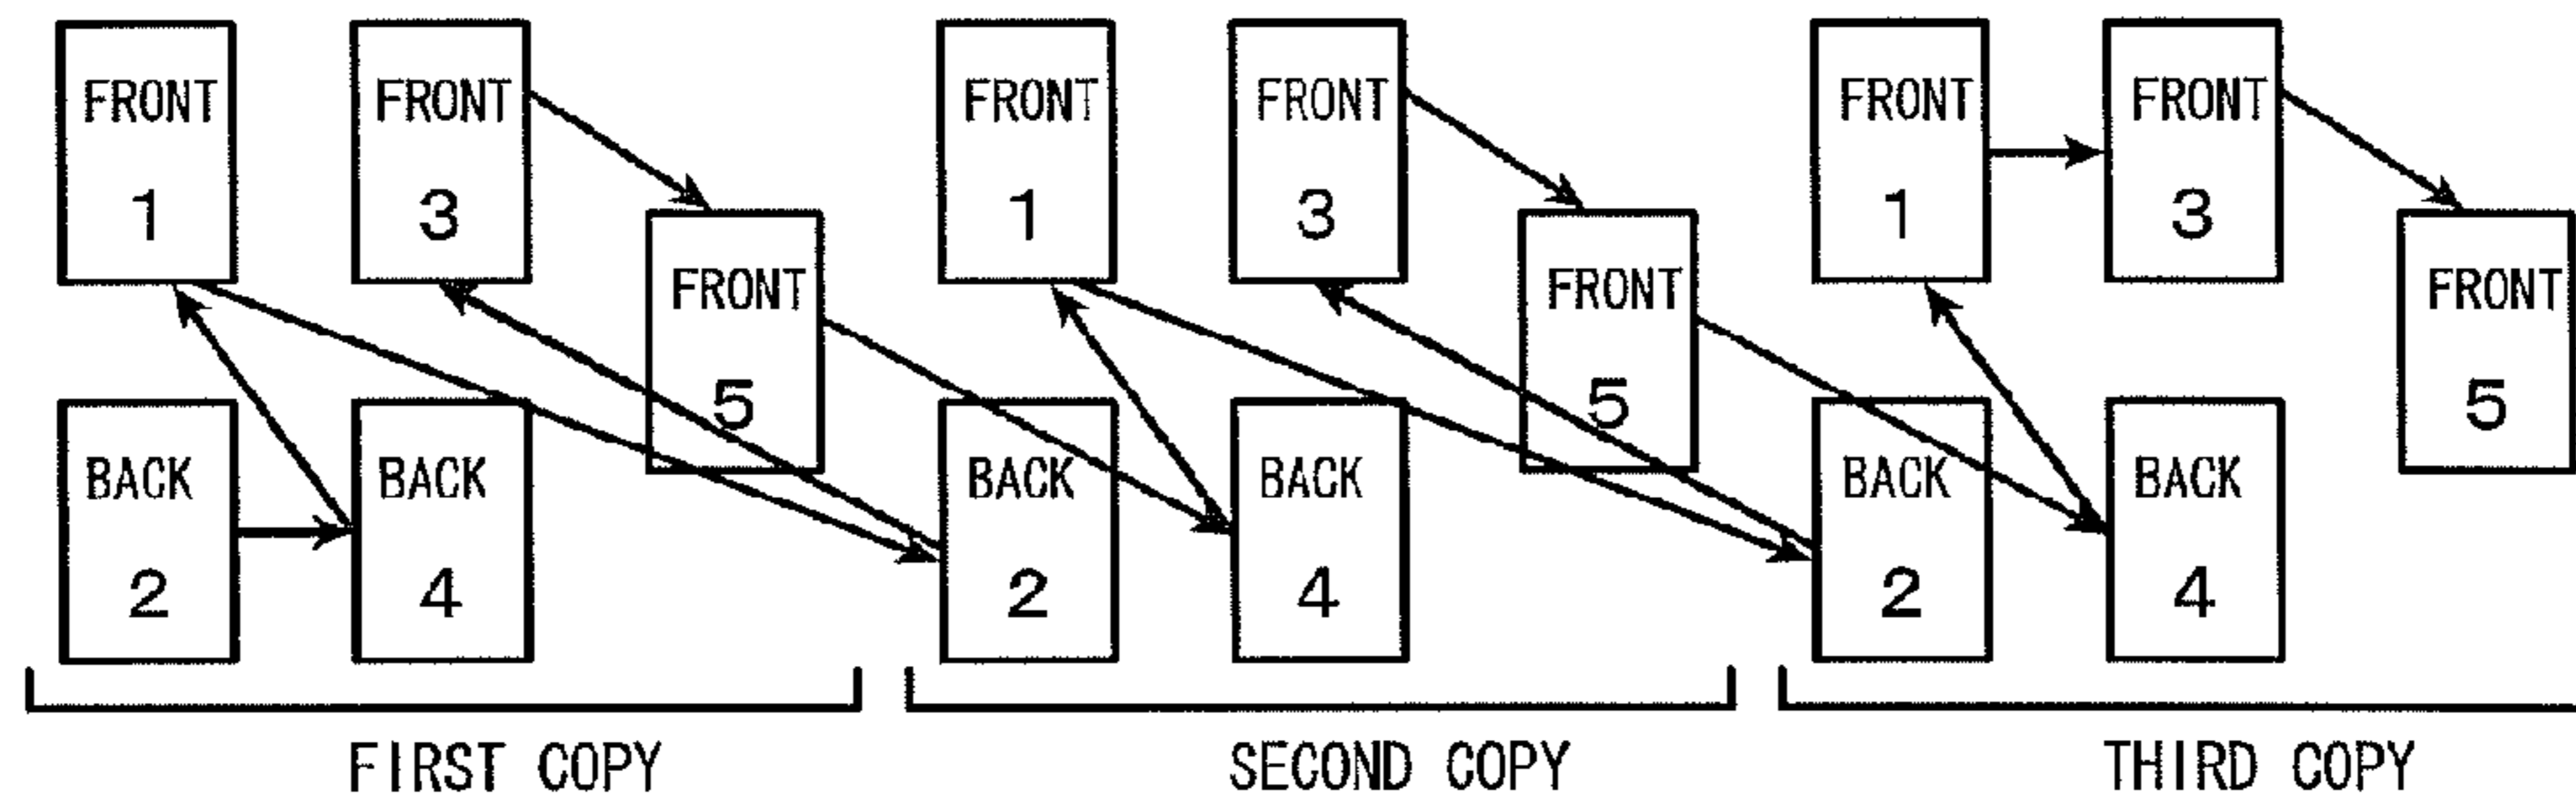 FRONT FRONT FRONT FRONT FRONT FRONT
1 3 1 3 1 3
FRONT FRONT FRONT
5 5 5
BACK BACK BACK BACK BACK BACK
2 4 2 4 2 4
FIRST COPY SECOND COPY THIRD COPY